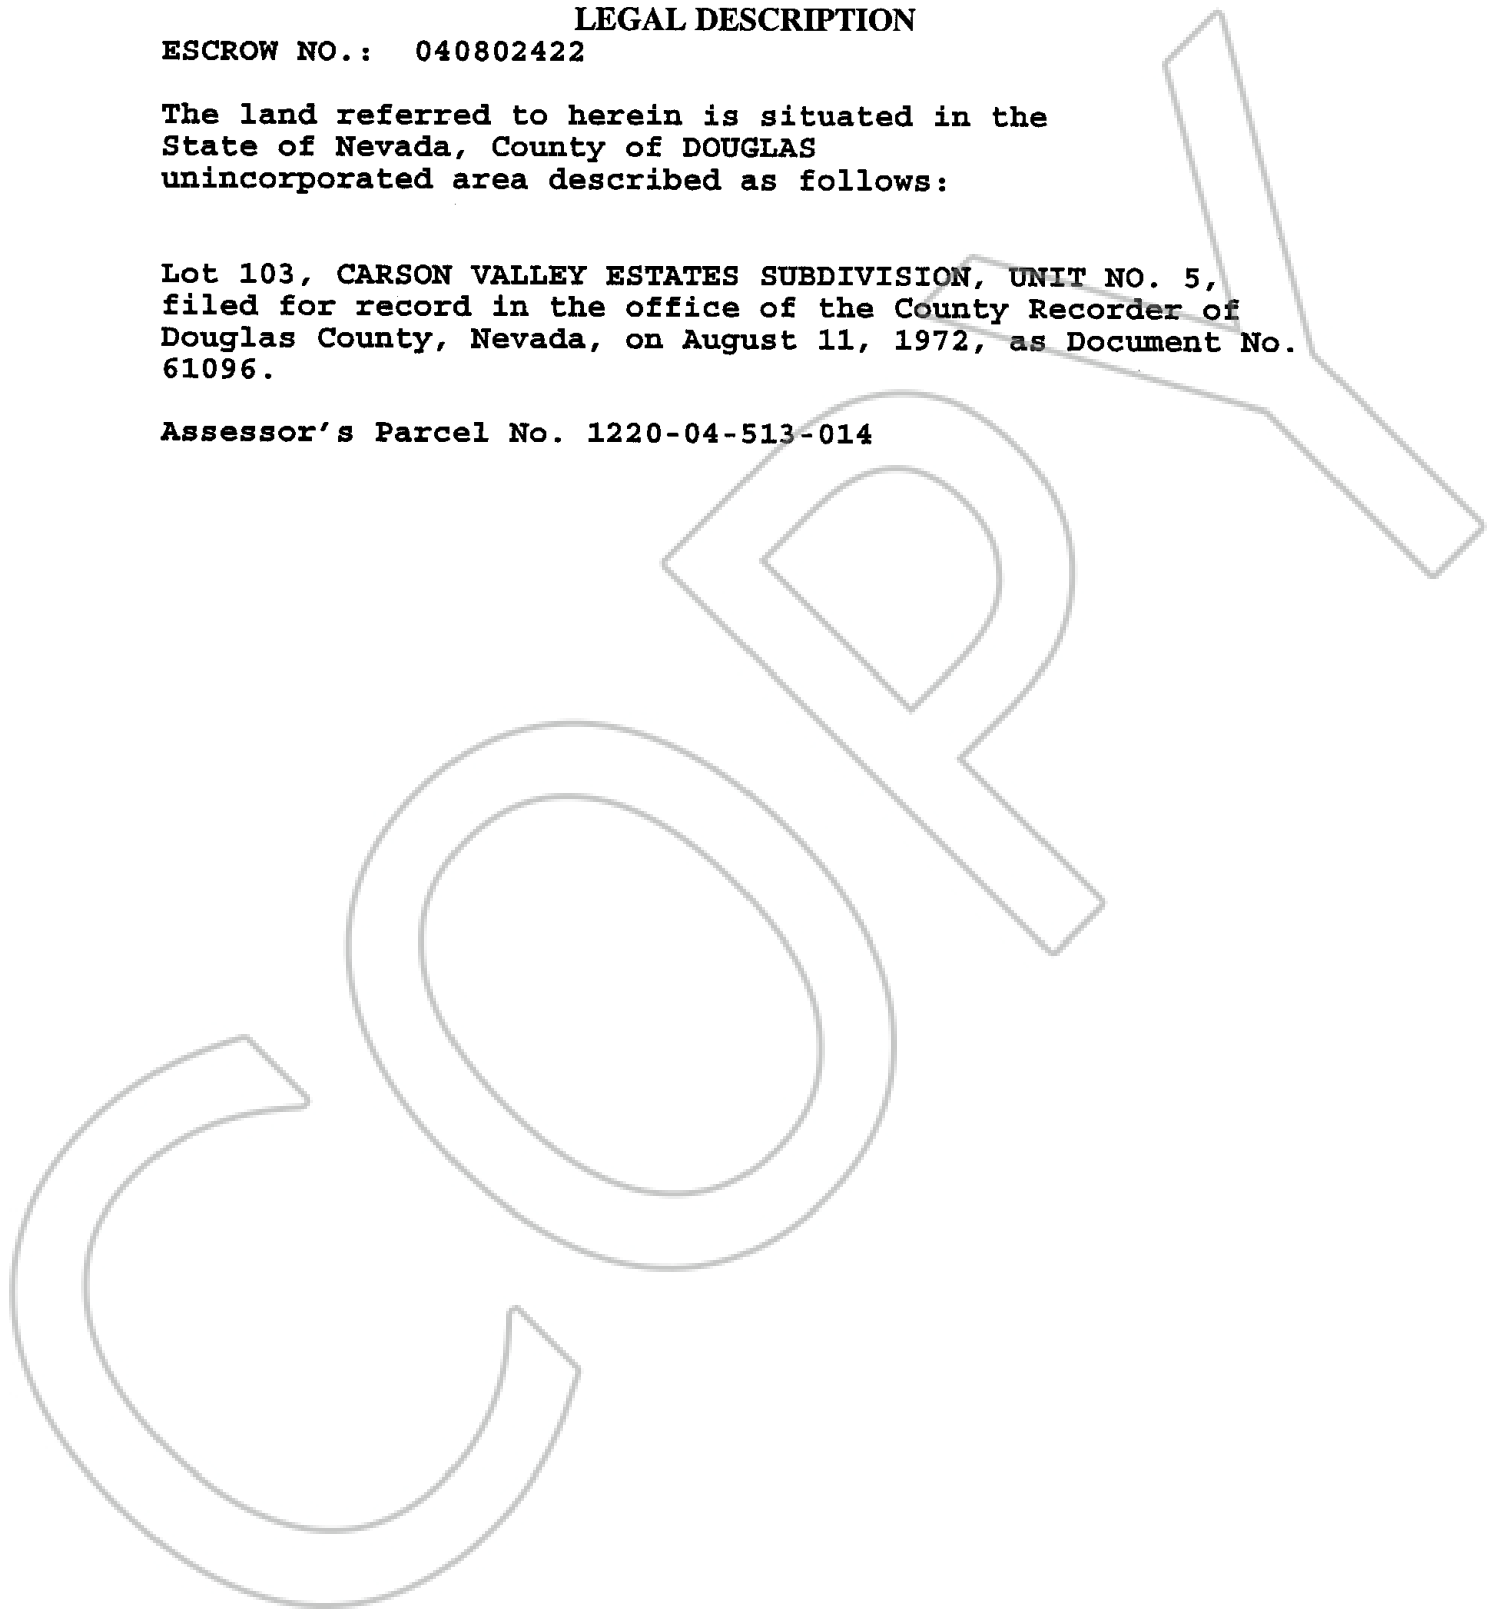 LEGAL DESCRIPTION
ESCROW NO.: 040802422
The land referred to herein is situated in the
State of Nevada, County of DOUGLAS
unincorporated area described as follows:
Lot 103, CARSON VALLEY ESTATES SUBDIVISION, UNIT NO. 5,
filed for record in the office of the County Recorder of
Douglas County, Nevada, on August 11, 1972, as Document No.
61096.
Assessor's Parcel No. 1220-04-513-014
COPY